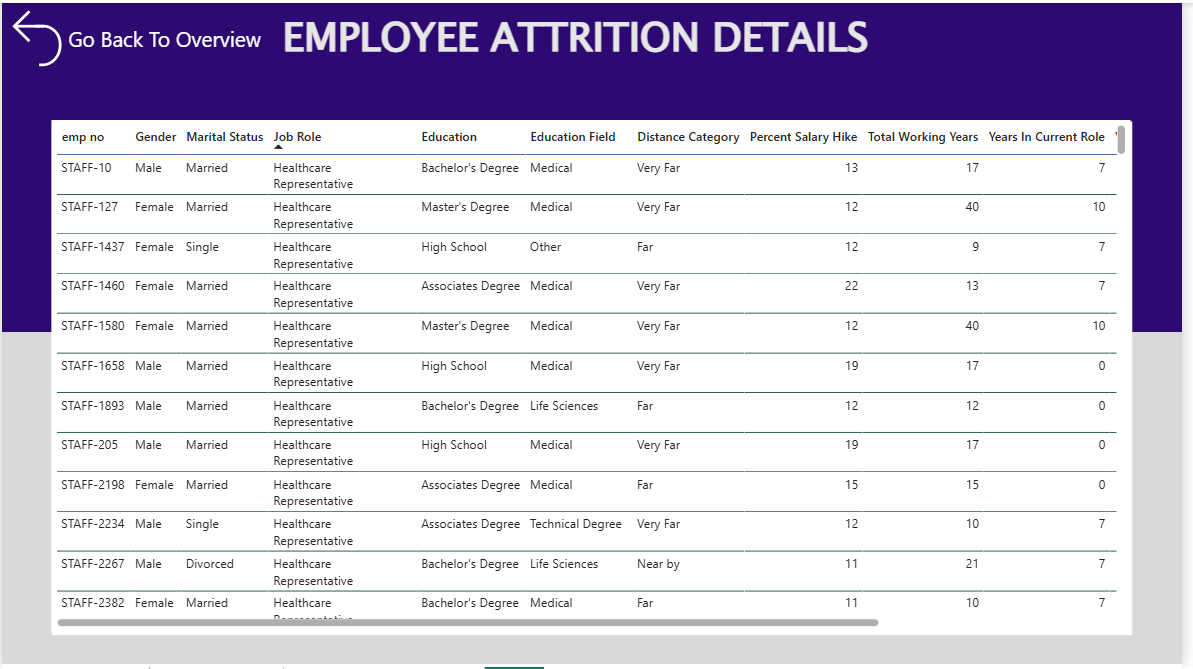 Go Back To Overview EMPLOYEE ATTRITION DETAILS
emp no Gender Marital Status Job Role Education Education Field Distance Category Percent Salary Hike Total Working Years Years In Current Role
STAFF-10 Male Married Healthcare Bachelor's Degree Medical Very Far 13 17 7
Representative
STAFF-127 Female Married Healthcare Master's Degree Medical Very Far 12 40 10
Representative
STAFF-1437 Female Single Healthcare High School Other Far 12 9 7
Representative
STAFF-1460 Female Married Healthcare Associates Degree Medical Very Far 22 13 7
Representative
STAFF-1580 Female Married Healthcare Master's Degree Medical Very Far 12 40 10
Representative
STAFF-1658 Male Married Healthcare High School Medical Very Far 19 17 0
Representative
STAFF-1893 Male Married Healthcare Bachelor's Degree Life Sciences Far 12 12 0
Representative
STAFF-205 Male Married Healthcare High School Medical Very Far 19 17 0
Representative
STAFF-2198 Female Married Healthcare Associates Degree Medical Far 15 15 0
Representative
STAFF-2234 Male Single Healthcare Associates Degree Technical Degree Very Far 12 10 7
Representative
STAFF-2267 Male Divorced Healthcare Bachelor's Degree Life Sciences Near by 11 21 7
Representative
STAFF-2382 Female Married Healthcare Bachelor's Degree Medical Far 11 10 7